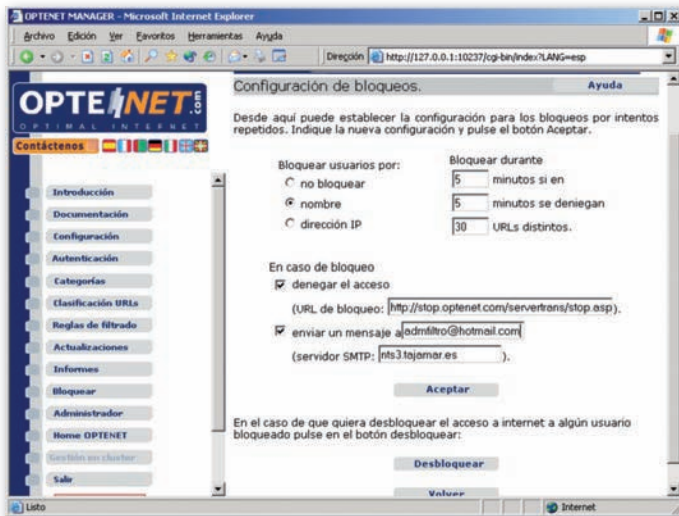 OPTENET MANAGER - Microsoft Internet Explorer
Archivo Edición Ver Favoritos Herramientas Ayuda
Dirección http://127.0.0.1:10237/cgi-bin/index?LANG=esp
OPTENET.com
OPTIMAL INTERNET
Contáctenos
Introducción
Documentación
Configuración
Autenticación
Categorías
Clasificación URLs
Reglas de filtrado
Actualizaciones
Informes
Bloquear
Administrador
Home OPTENET
Gestión en cluster
Salir
Configuración de bloqueos.
Ayuda
Desde aquí puede establecer la configuración para los bloqueos por intentos
repetidos. Indique la nueva configuración y pulse el botón Aceptar.
Bloquear usuarios por:
no bloquear
nombre
dirección IP
Bloquear durante
5 minutos si en
5 minutos se deniegan
30 URLs distintos.
En caso de bloqueo
denegar el acceso
(URL de bloqueo: http://stop.optenet.com/servertrans/stop.asp).
enviar un mensaje a admfiltro@hotmail.com
(servidor SMTP: nts3.tajamar.es ).
Aceptar
En el caso de que quiera desbloquear el acceso a internet a algún usuario
bloqueado pulse en el botón desbloquear:
Desbloquear
Volver
Listo
Internet